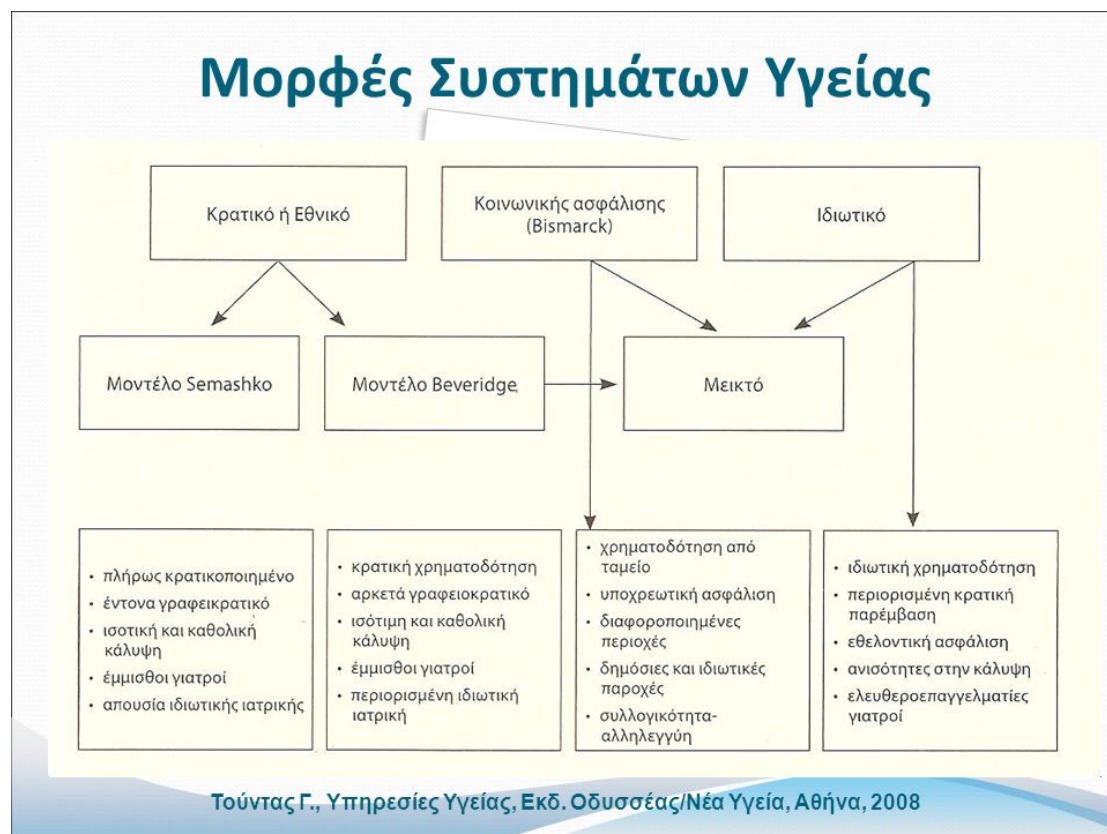 Μορφές Συστημάτων Υγείας
Κρατικό ή Εθνικό
Κοινωνικής ασφάλισης
(Bismarck)
Ιδιωτικό
Μοντέλο Semashko
Μοντέλο Beveridge
Μεικτό
• πλήρως κρατικοποιημένο
• έντονα γραφεικρατικό
• ισοτική και καθολική
κάλυψη
• έμμισθοι γιατροί
• απουσία ιδιωτικής ιατρικής
• κρατική χρηματοδότηση
• αρκετά γραφειοκρατικό
• ισότιμη και καθολική
κάλυψη
• έμμισθοι γιατροί
• περιορισμένη ιδιωτική
ιατρική
• χρηματοδότηση από
ταμείο
• υποχρεωτική ασφάλιση
• διαφοροποιημένες
περιοχές
• δημόσιες και ιδιωτικές
παροχές
• συλλογικότητα-
αλληλεγγύη
• ιδιωτική χρηματοδότηση
• περιορισμένη κρατική
παρέμβαση
• εθελοντική ασφάλιση
• ανισότητες στην κάλυψη
• ελευθεροεπαγγελματίες
γιατροί
Τούντας Γ., Υπηρεσίες Υγείας, Εκδ. Οδυσσέας/Νέα Υγεία, Αθήνα, 2008